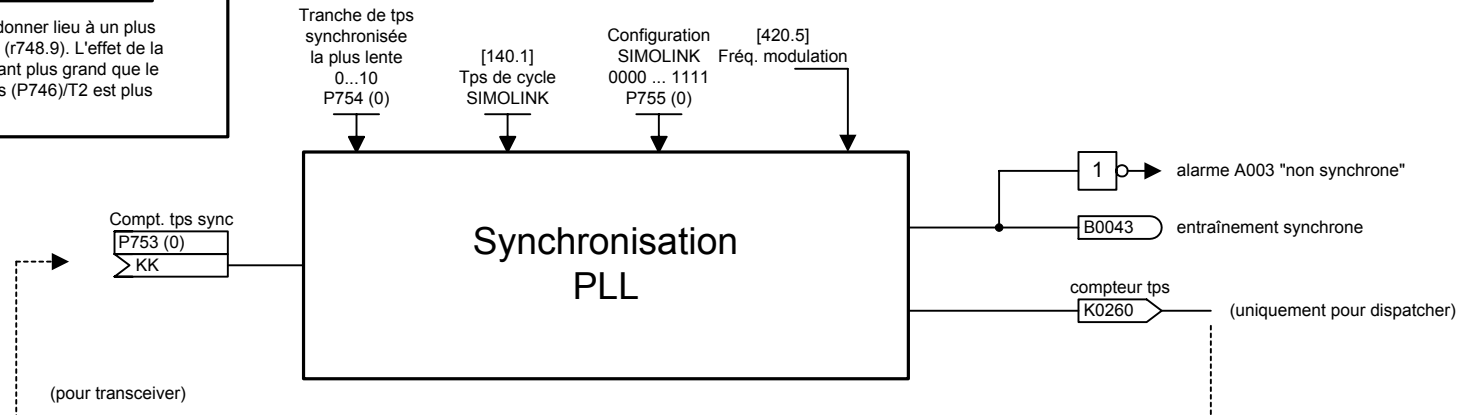 donner lieu à un plus
(r748.9). L'effet de la
ant plus grand que le
s (P746)/T2 est plus
Tranche de tps
synchronisée
la plus lente
0...10
P754 (0)
[140.1]
Tps de cycle
SIMOLINK
Configuration
SIMOLINK
0000 ... 1111
P755 (0)
[420.5]
Fréq. modulation
Compt. tps sync
P753 (0)
KK
Synchronisation
PLL
1
alarme A003 "non synchrone"
B0043
entraînement synchrone
compteur tps
K0260
(uniquement pour dispatcher)
(pour transceiver)